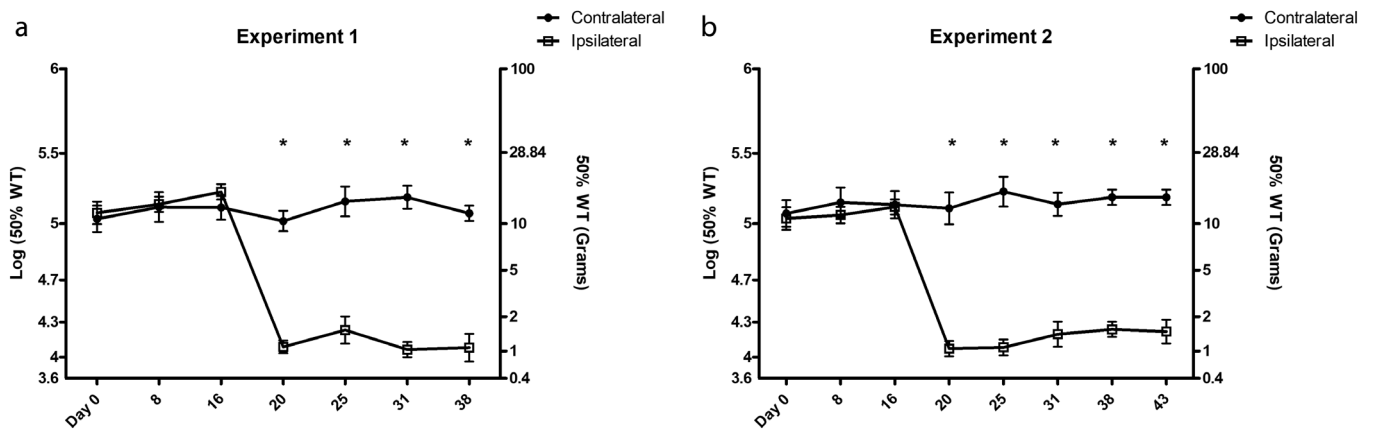 a
Experiment 1
Contralateral
Ipsilateral
Log (50% WT)
6
5.5
5
4.7
4.3
4
3.6
100
28.84
10
5
2
1
0.4
50% WT (Grams)
* * * *
Day 0 8 16 20 25 31 38
b
Experiment 2
Contralateral
Ipsilateral
Log (50% WT)
6
5.5
5
4.7
4.3
4
3.6
100
28.84
10
5
2
1
0.4
50% WT (Grams)
* * * * *
Day 0 8 16 20 25 31 38 43